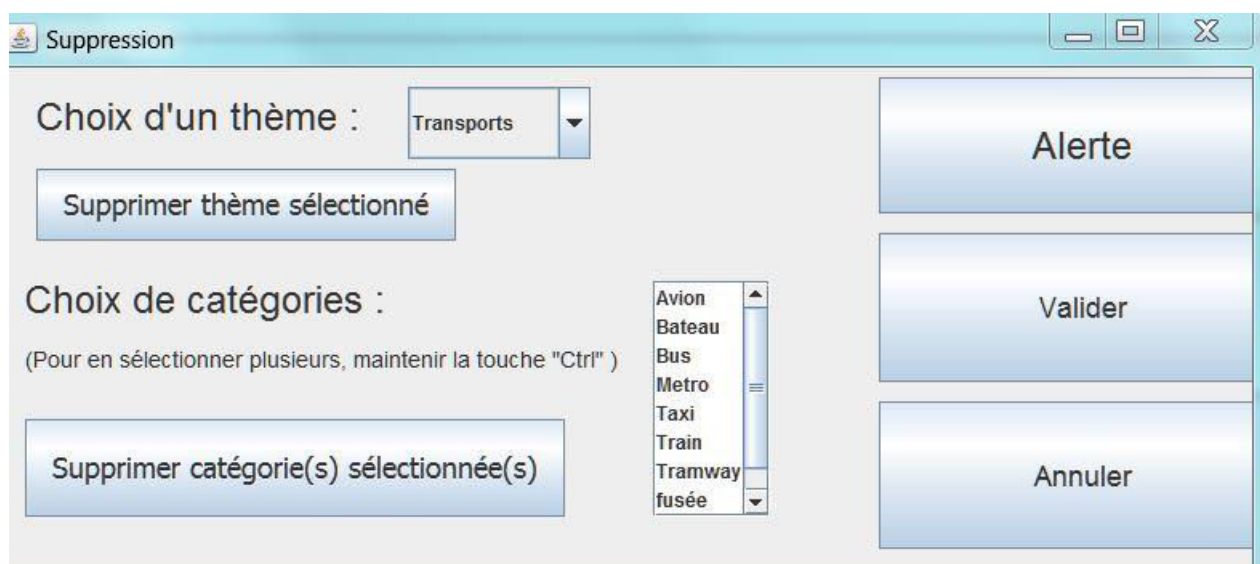 Suppression
Choix d'un thème :
Transports
Alerte
Supprimer thème sélectionné
Choix de catégories :
(Pour en sélectionner plusieurs, maintenir la touche "Ctrl" )
Avion
Bateau
Bus
Metro
Taxi
Train
Tramway
fusée
Valider
Supprimer catégorie(s) sélectionnée(s)
Annuler